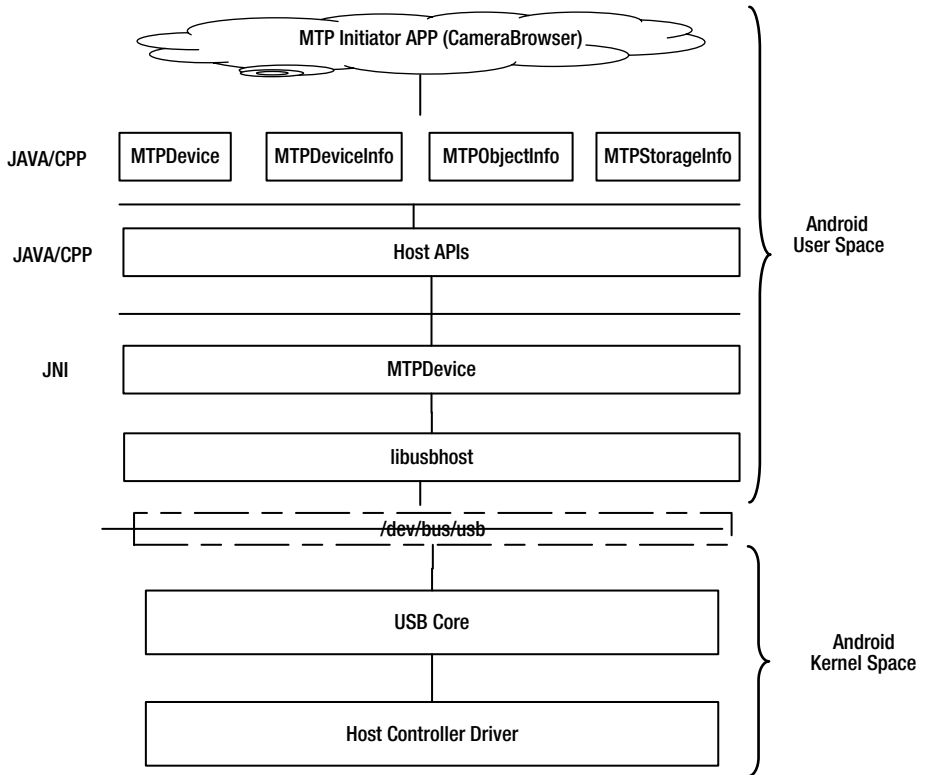 MTP Initiator APP (CameraBrowser)
JAVA/CPP
MTPDevice
MTPDeviceInfo
MTPObjectInfo
MTPStorageInfo
Android
User Space
JAVA/CPP
Host APIs
JNI
MTPDevice
libusbhost
/dev/bus/usb
USB Core
Android
Kernel Space
Host Controller Driver